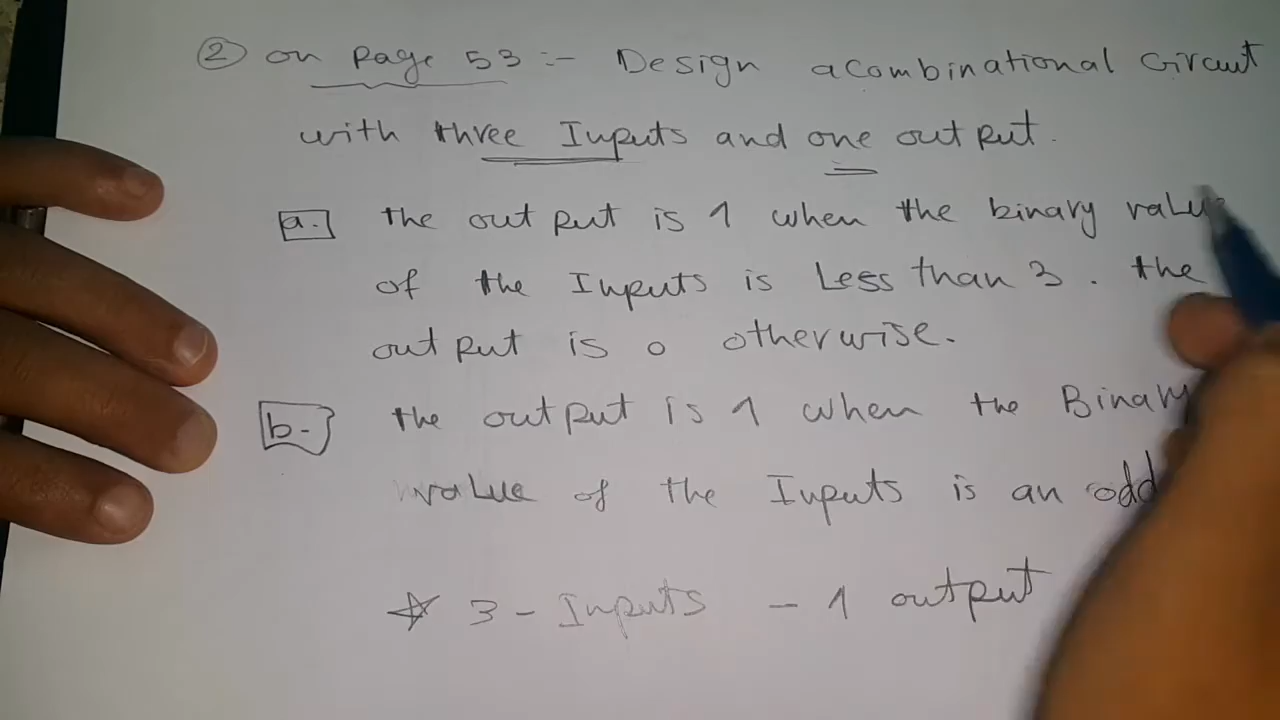 ② on Page 53 :- Design a combinational Circuit
with three Inputs and one output.
a. the output is 1 when the binary value
of the Inputs is Less than 3. the
output is 0 otherwise.
b- the output is 1 when the Binary
value of the Inputs is an odd
☆ 3 - Inputs - 1 output